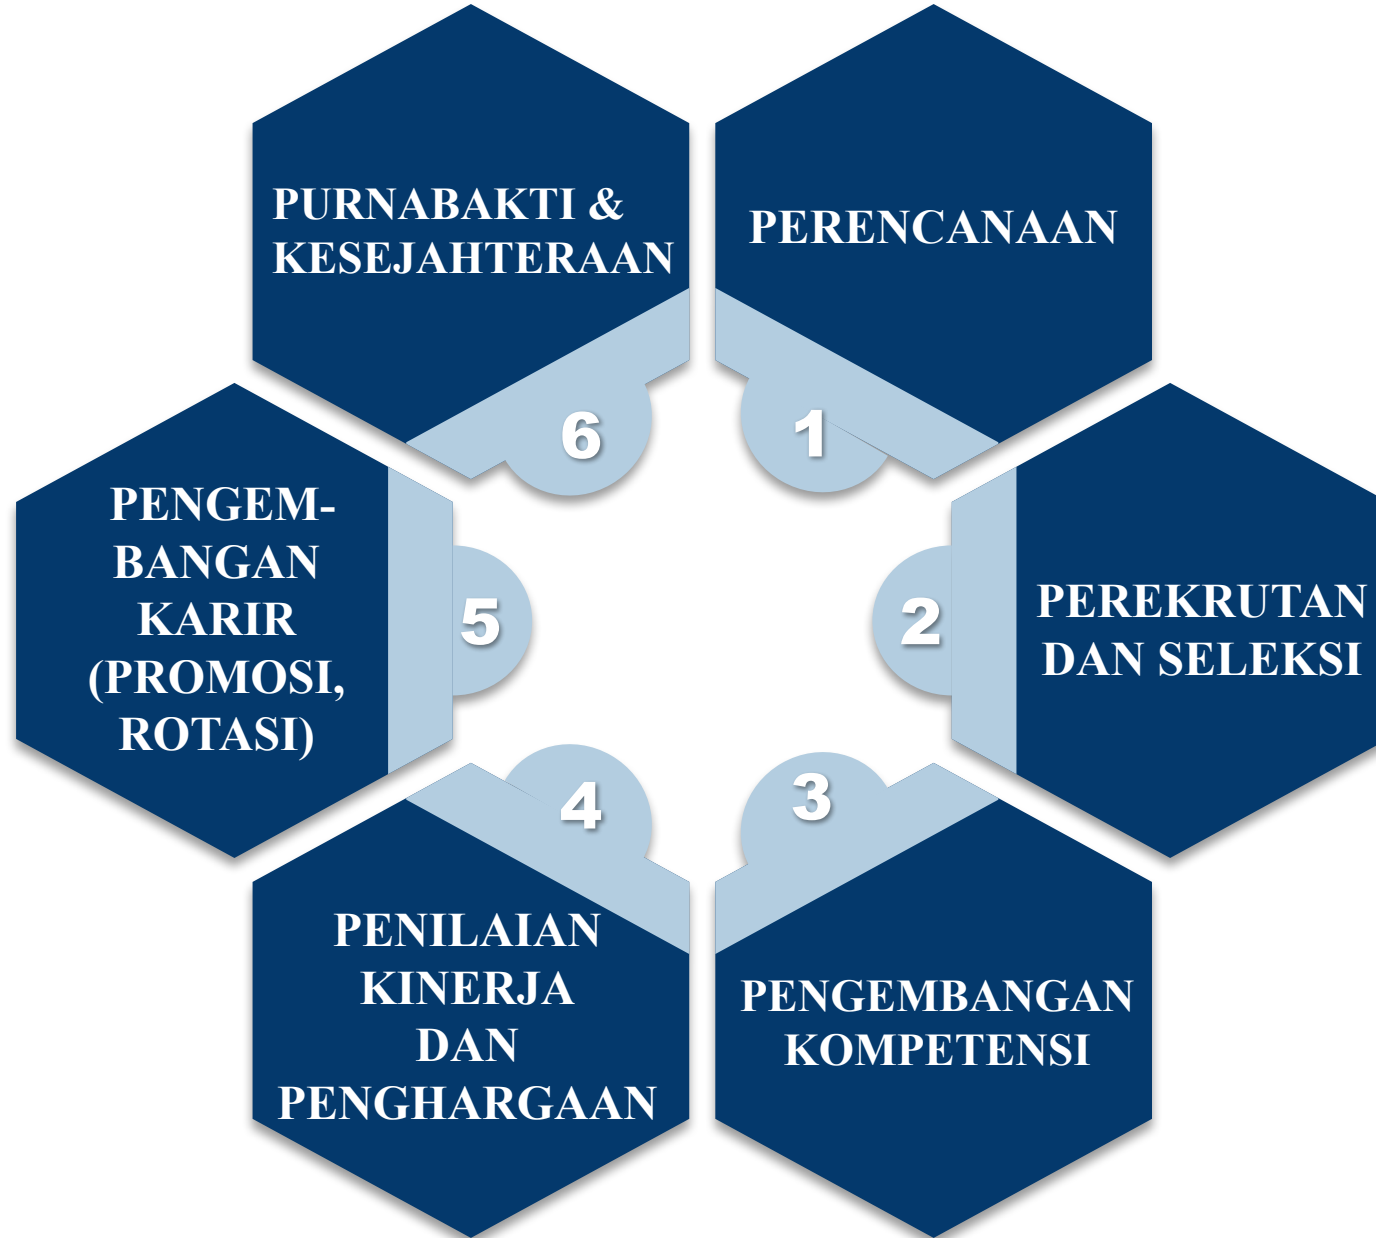 PERENCANAAN
1
PEREKRUTAN
DAN SELEKSI
2
PENGEMBANGAN
KOMPETENSI
3
PENILAIAN
KINERJA
DAN
PENGHARGAAN
4
PENGEM-
BANGAN
KARIR
(PROMOSI,
ROTASI)
5
PURNABAKTI &
KESEJAHTERAAN
6